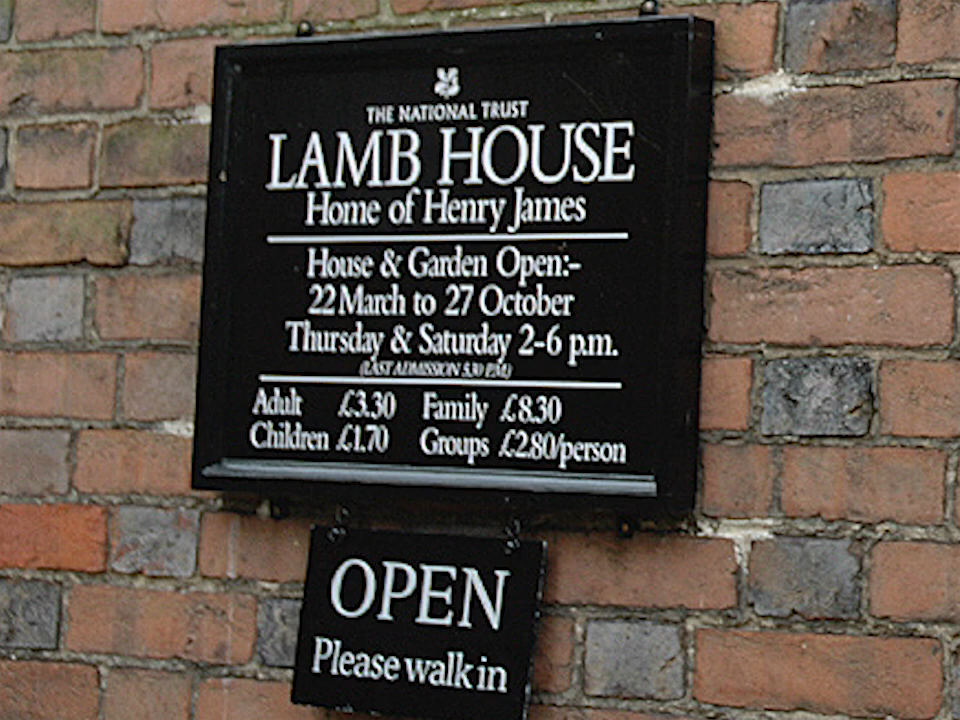 THE NATIONAL TRUST
LAMB HOUSE
Home of Henry James
House & Garden Open:-
22 March to 27 October
Thursday & Saturday 2-6 p.m.
(LAST ADMISSION 5.30 P.M.)
Adult £3.30 Family £8.30
Children £1.70 Groups £2.80/person
OPEN
Please walk in